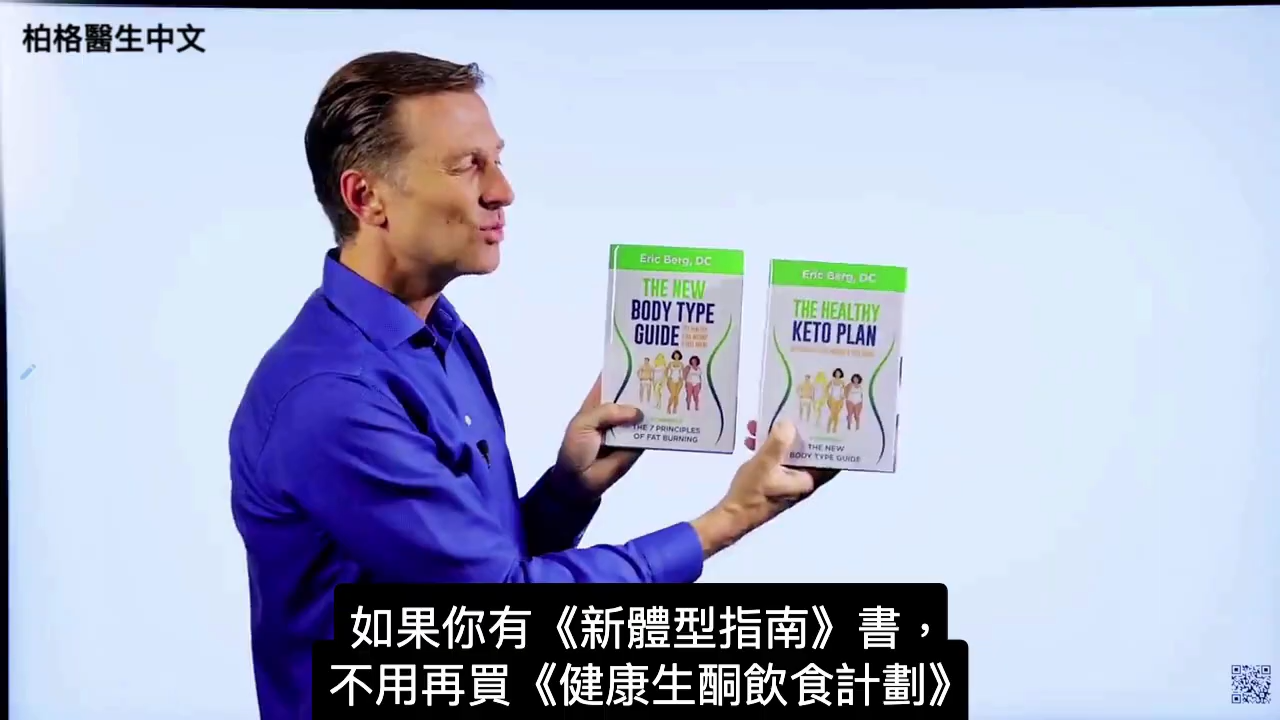 柏格醫生中文
Eric Berg, DC
THE NEW
BODY TYPE
GUIDE
THE 7 PRINCIPLES
OF FAT BURNING
Eric Berg, DC
THE HEALTHY
KETO PLAN
THE NEW
BODY TYPE GUIDE
如果你有《新體型指南》書，
不用再買《健康生酮飲食計劃》